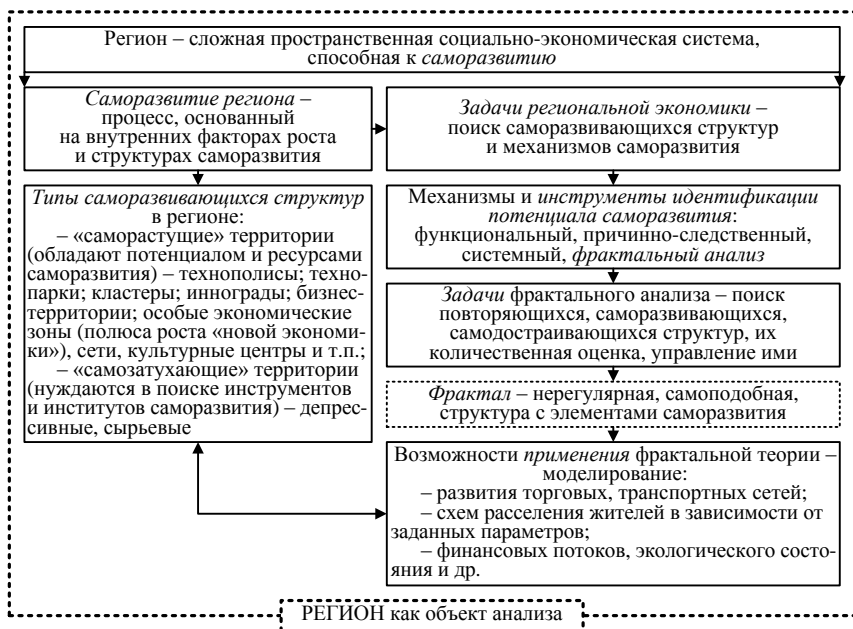 Регион – сложная пространственная социально-экономическая система,
способная к саморазвитию
Саморазвитие региона –
процесс, основанный
на внутренних факторах роста
и структурах саморазвития
Типы саморазвивающихся структур
в регионе:
– «саморастущие» территории
(обладают потенциалом и ресурсами
саморазвития) – технополисы; техно-
парки; кластеры; иннограды; бизнес-
территории; особые экономические
зоны (полюса роста «новой экономи-
ки»), сети, культурные центры и т.п.;
– «самозатухающие» территории
(нуждаются в поиске инструментов
и институтов саморазвития) – депрес-
сивные, сырьевые
Задачи региональной экономики –
поиск саморазвивающихся структур
и механизмов саморазвития
Механизмы и инструменты идентификации
потенциала саморазвития:
функциональный, причинно-следственный,
системный, фрактальный анализ
Задачи фрактального анализа – поиск
повторяющихся, саморазвивающихся,
самодостраивающихся структур, их
количественная оценка, управление ими
Фрактал – нерегулярная, самоподобная,
структура с элементами саморазвития
Возможности применения фрактальной теории –
моделирование:
– развития торговых, транспортных сетей;
– схем расселения жителей в зависимости от
заданных параметров;
– финансовых потоков, экологического состо-
яния и др.
РЕГИОН как объект анализа